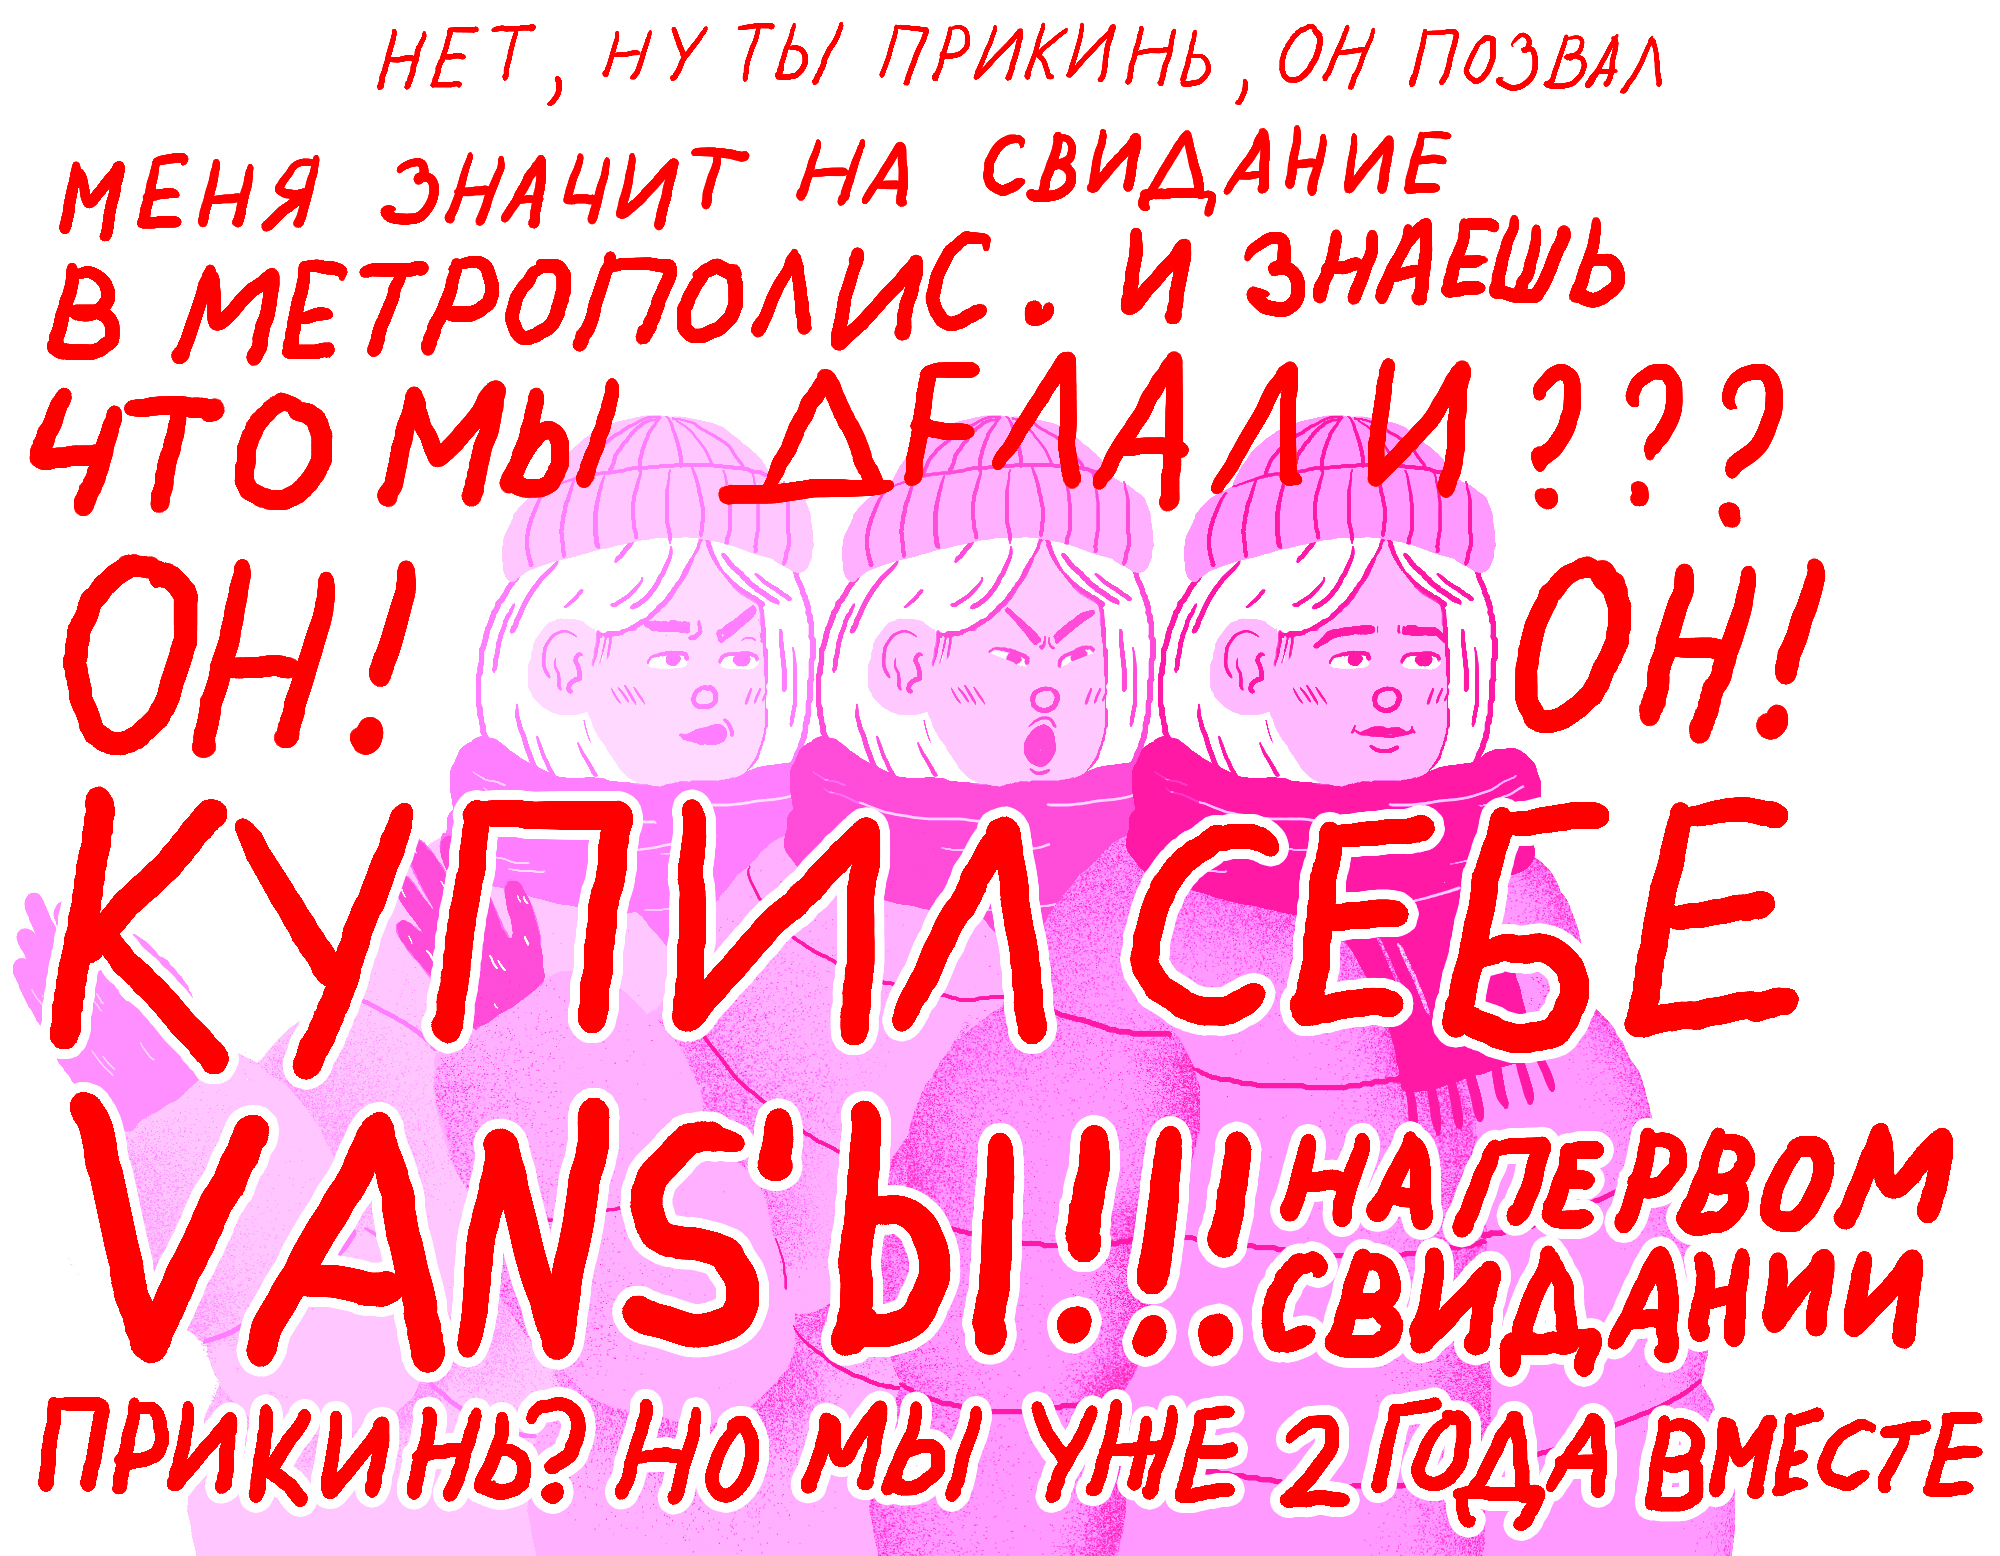 НЕТ, НУ ТЫ ПРИКИНЬ, ОН ПОЗВАЛ
МЕНЯ ЗНАЧИТ НА СВИДАНИЕ
В МЕТРОПОЛИС. И ЗНАЕШЬ
ЧТО МЫ ДЕЛАЛИ???
ОН! ОН!
КУПИЛ СЕБЕ
VANS'Ы!!! НА ПЕРВОМ
СВИДАНИИ
ПРИКИНЬ? НО МЫ УЖЕ 2 ГОДА ВМЕСТЕ